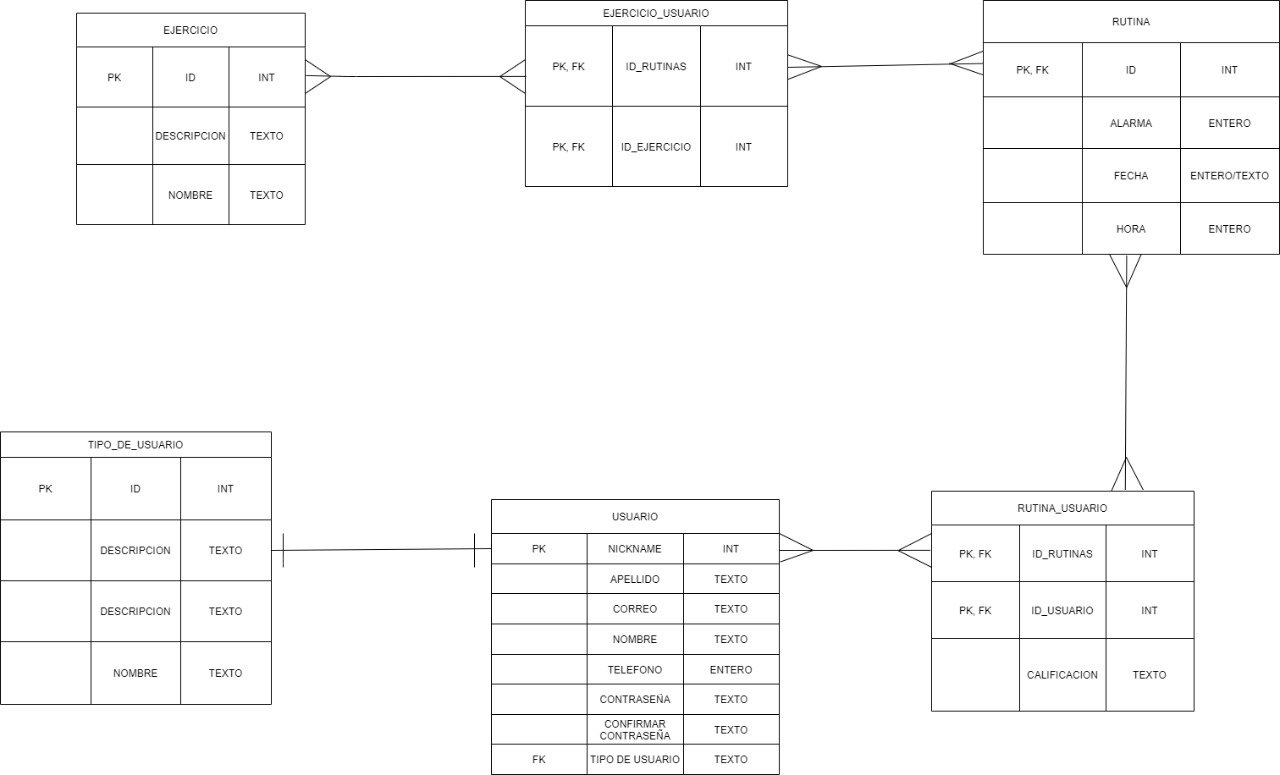 EJERCICIO
PK ID INT
DESCRIPCION TEXTO
NOMBRE TEXTO
EJERCICIO_USUARIO
PK, FK ID_RUTINAS INT
PK, FK ID_EJERCICIO INT
RUTINA
PK, FK ID INT
ALARMA ENTERO
FECHA ENTERO/TEXTO
HORA ENTERO
TIPO_DE_USUARIO
PK ID INT
DESCRIPCION TEXTO
DESCRIPCION TEXTO
NOMBRE TEXTO
USUARIO
PK NICKNAME INT
APELLIDO TEXTO
CORREO TEXTO
NOMBRE TEXTO
TELEFONO ENTERO
CONTRASEÑA TEXTO
CONFIRMAR
CONTRASEÑA TEXTO
FK TIPO DE USUARIO TEXTO
RUTINA_USUARIO
PK, FK ID_RUTINAS INT
PK, FK ID_USUARIO INT
CALIFICACION TEXTO